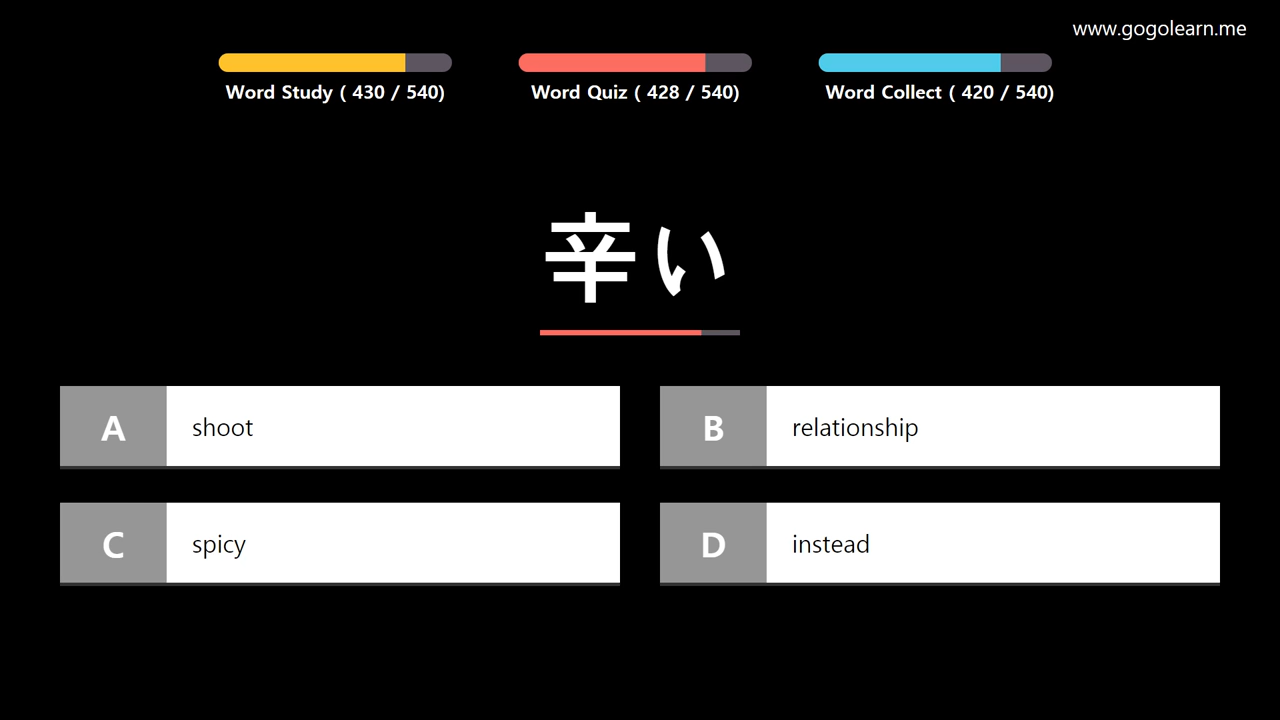 www.gogolearn.me
Word Study ( 430 / 540)
Word Quiz ( 428 / 540)
Word Collect ( 420 / 540)
辛い
A shoot
B relationship
C spicy
D instead